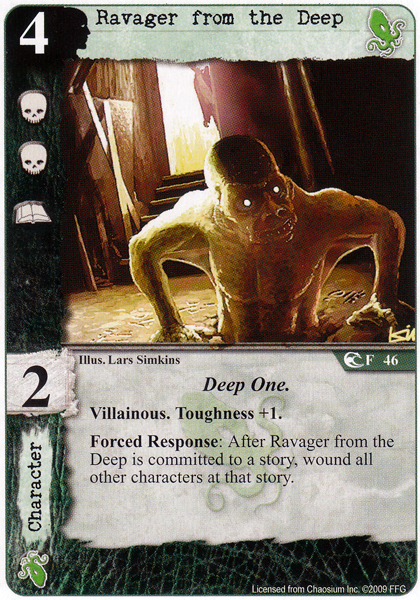 4
Ravager from the Deep
Illus. Lars Simkins
F 46
2
Deep One.
Villainous. Toughness +1.
Forced Response: After Ravager from the
Deep is committed to a story, wound all
other characters at that story.
Character
Licensed from Chaosium Inc. ©2009 FFG